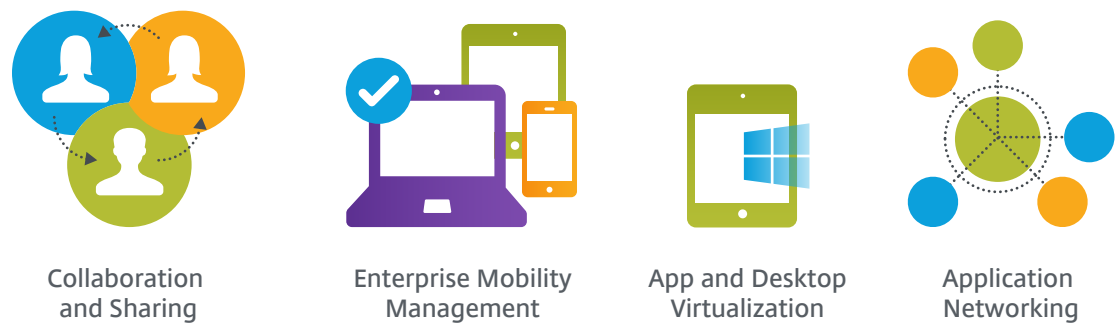 Collaboration
and Sharing
Enterprise Mobility
Management
App and Desktop
Virtualization
Application
Networking